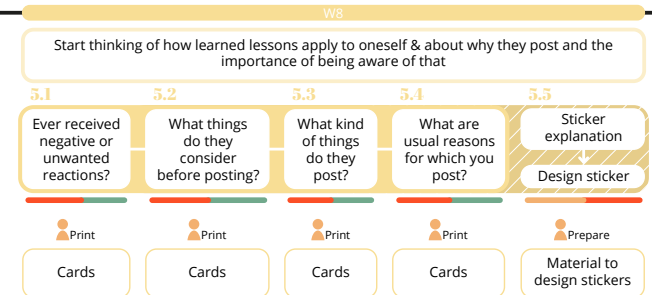 W8
Start thinking of how learned lessons apply to oneself & about why they post and the
importance of being aware of that
5.1
5.2
5.3
5.4
5.5
Ever received
negative or
unwanted
reactions?
What things
do they
consider
before posting?
What kind
of things
do they
post?
What are
usual reasons
for which you
post?
Sticker
explanation
Design sticker
Print
Print
Print
Print
Prepare
Cards
Cards
Cards
Cards
Material to
design stickers